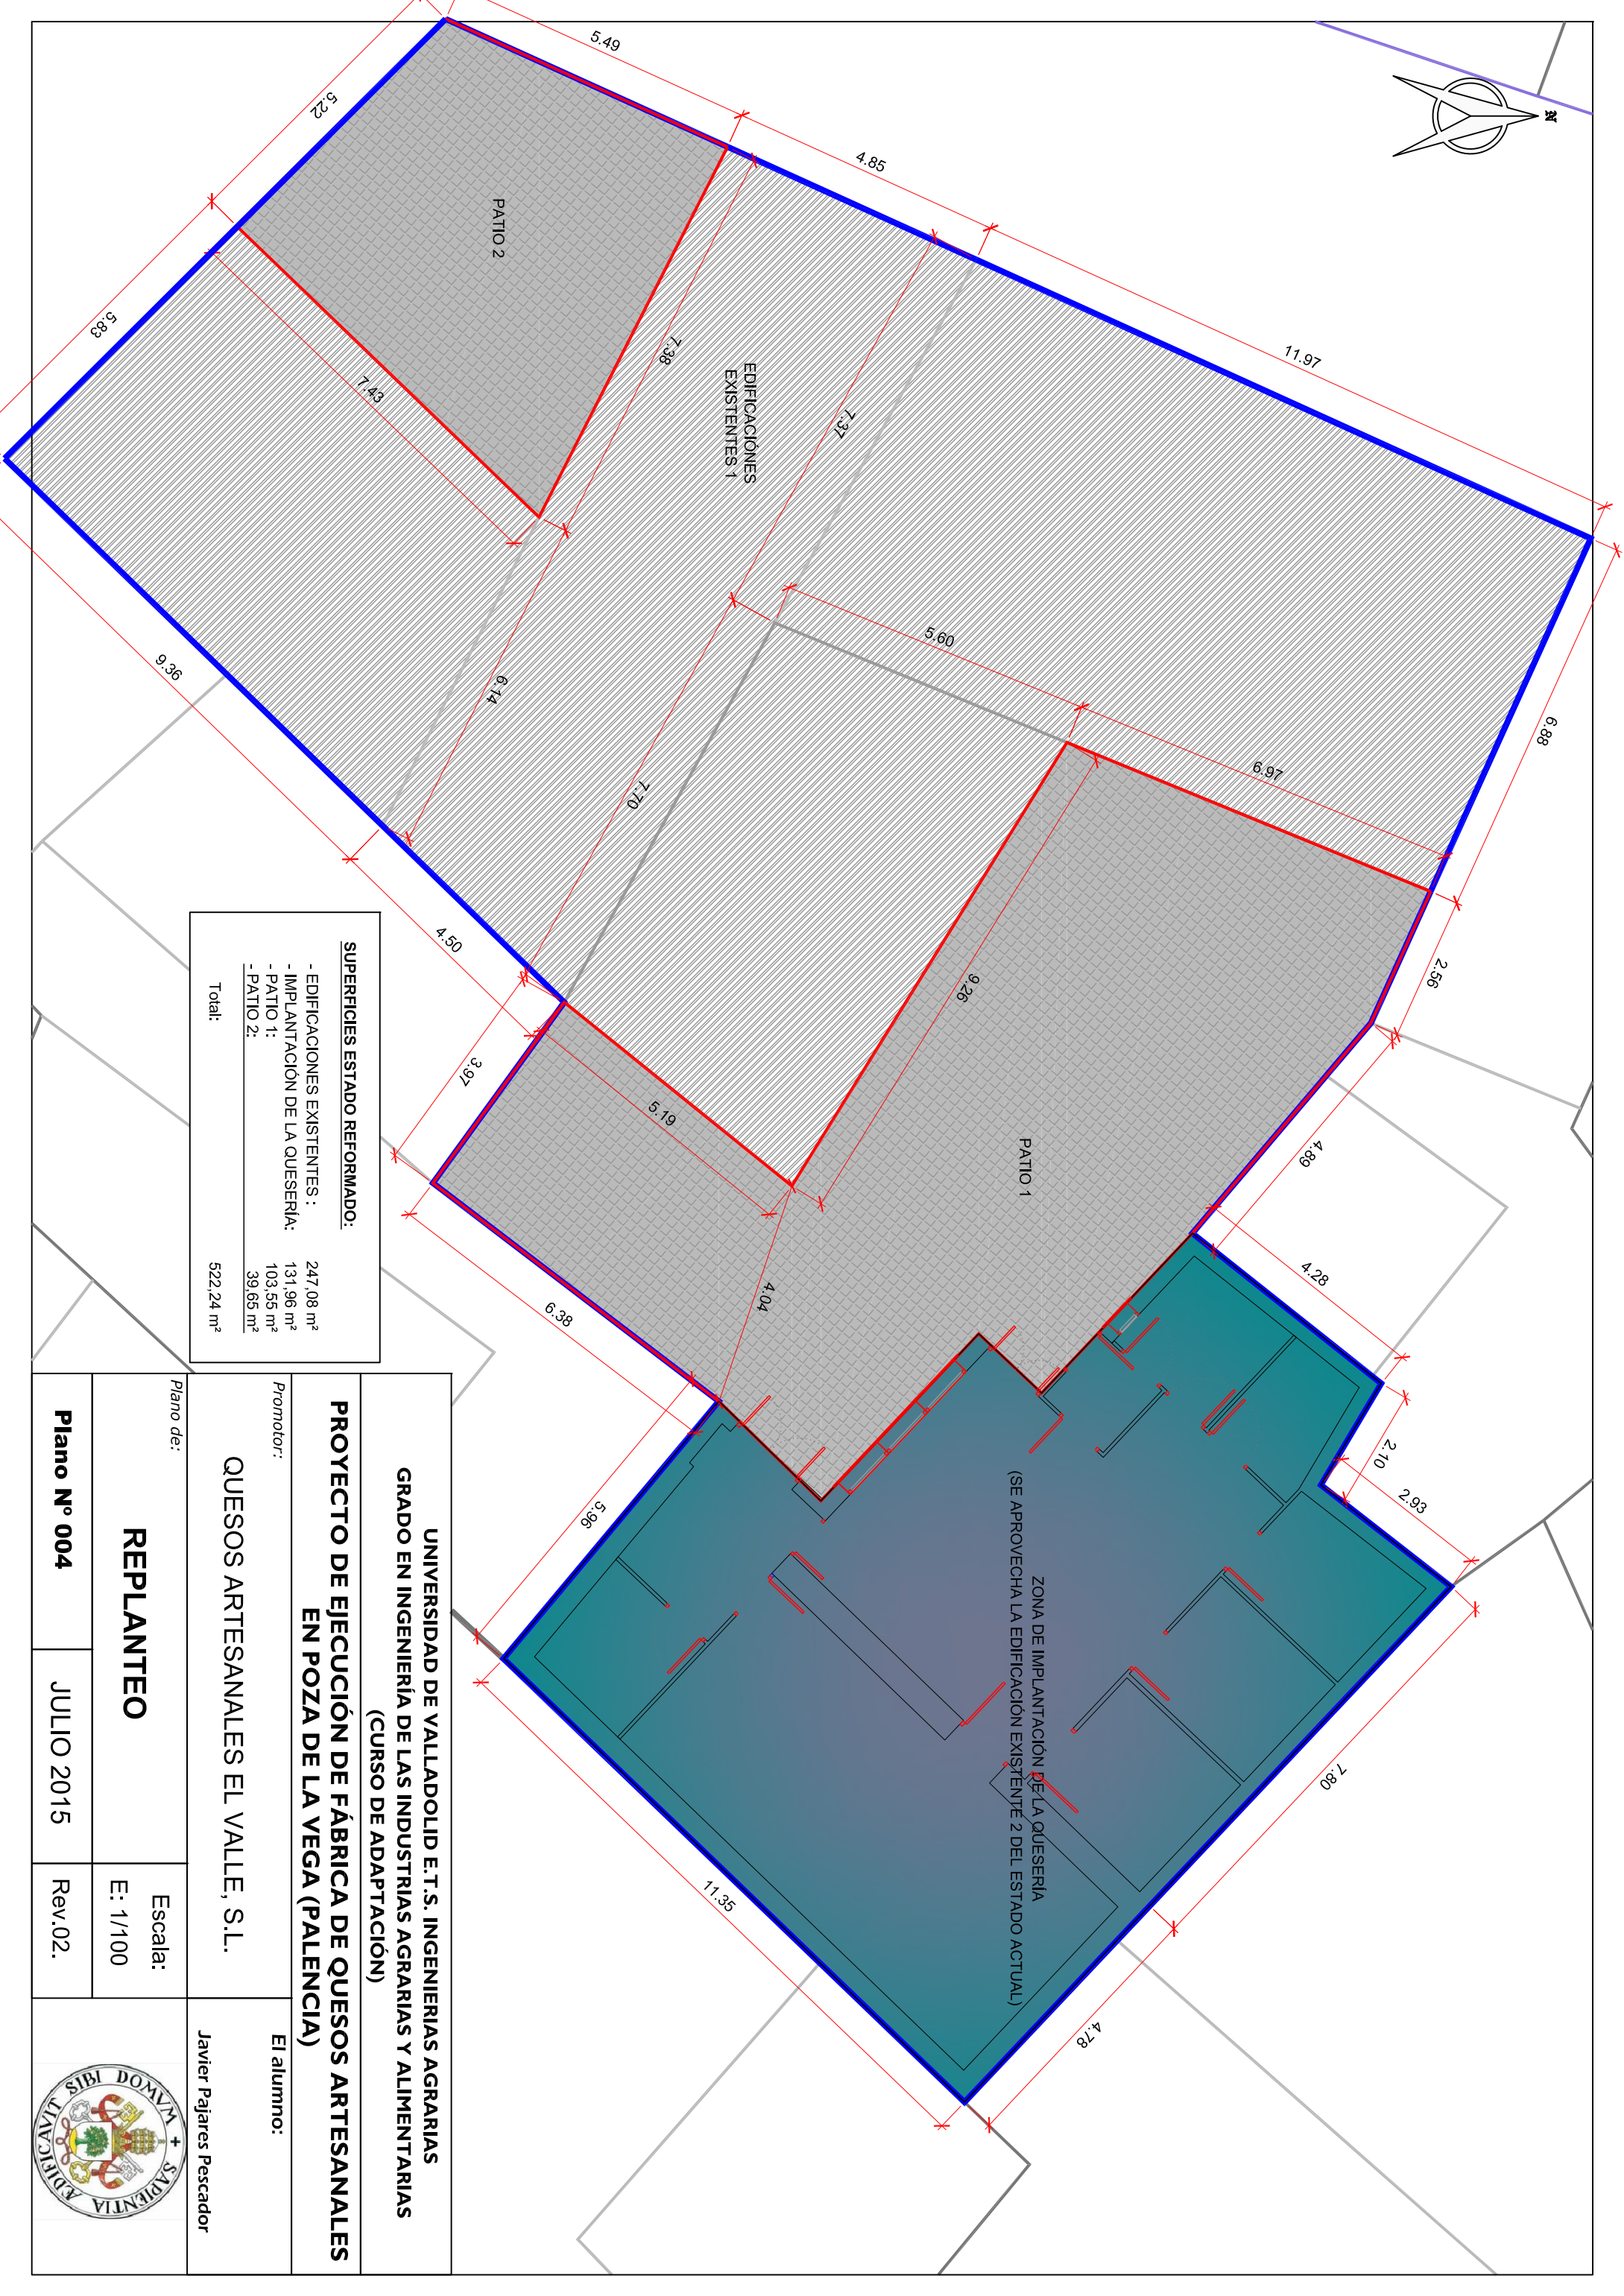 N
5.49
4.85
11.97
5.22
5.83
7.43
7.38
7.37
5.60
6.97
6.88
2.56
9.36
6.14
7.70
9.26
4.50
3.97
5.19
4.89
4.04
6.38
4.28
2.10
2.93
5.96
7.80
11.35
4.78
PATIO 2
EDIFICACIÓNES
EXISTENTES 1
PATIO 1
ZONA DE IMPLANTACIÓN DE LA QUESERÍA
(SE APROVECHA LA EDIFICACIÓN EXISTENTE 2 DEL ESTADO ACTUAL)
SUPERFICIES ESTADO REFORMADO:
- EDIFICACIONES EXISTENTES : 247,08 m²
- IMPLANTACIÓN DE LA QUESERÍA: 131,96 m²
- PATIO 1: 103,55 m²
- PATIO 2: 39,65 m²
Total: 522,24 m²
UNIVERSIDAD DE VALLADOLID E.T.S. INGENIERIAS AGRARIAS
GRADO EN INGENIERÍA DE LAS INDUSTRIAS AGRARIAS Y ALIMENTARIAS
(CURSO DE ADAPTACIÓN)
PROYECTO DE EJECUCIÓN DE FÁBRICA DE QUESOS ARTESANALES
EN POZA DE LA VEGA (PALENCIA)
Promotor:
QUESOS ARTESANALES EL VALLE, S.L.
El alumno:
Javier Pajares Pescador
Plano de:
REPLANTEO
Escala:
E: 1/100
Plano Nº 004
JULIO 2015
Rev.02.
SAPIENTIA ÆDIFICAVIT SIBI DOMVM